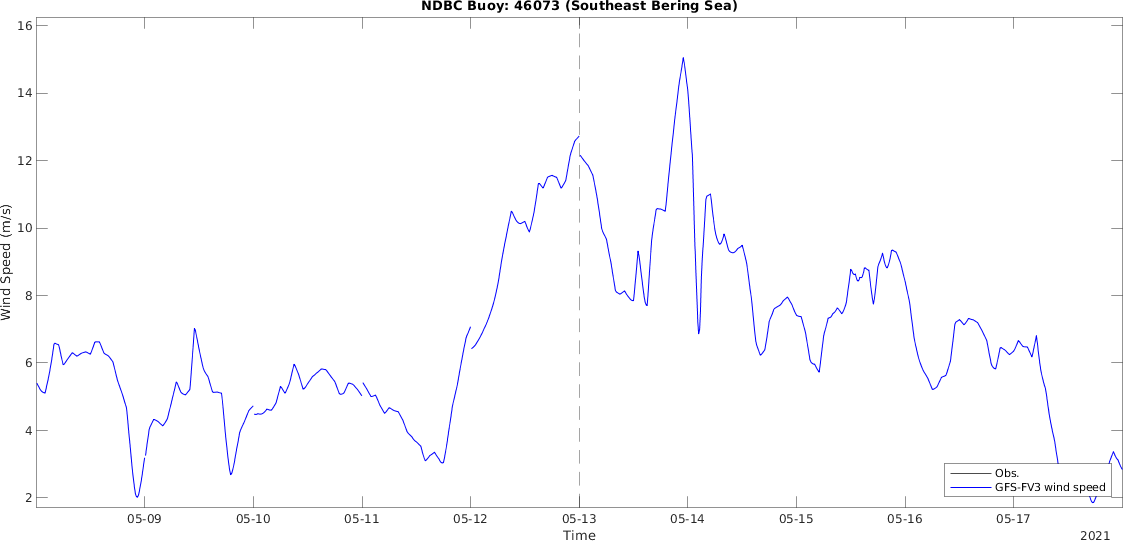 NDBC Buoy: 46073 (Southeast Bering Sea)
16
14
12
10
8
6
4
2
Wind Speed (m/s)
Obs.
GFS-FV3 wind speed
05-09 05-10 05-11 05-12 05-13 05-14 05-15 05-16 05-17
Time
2021